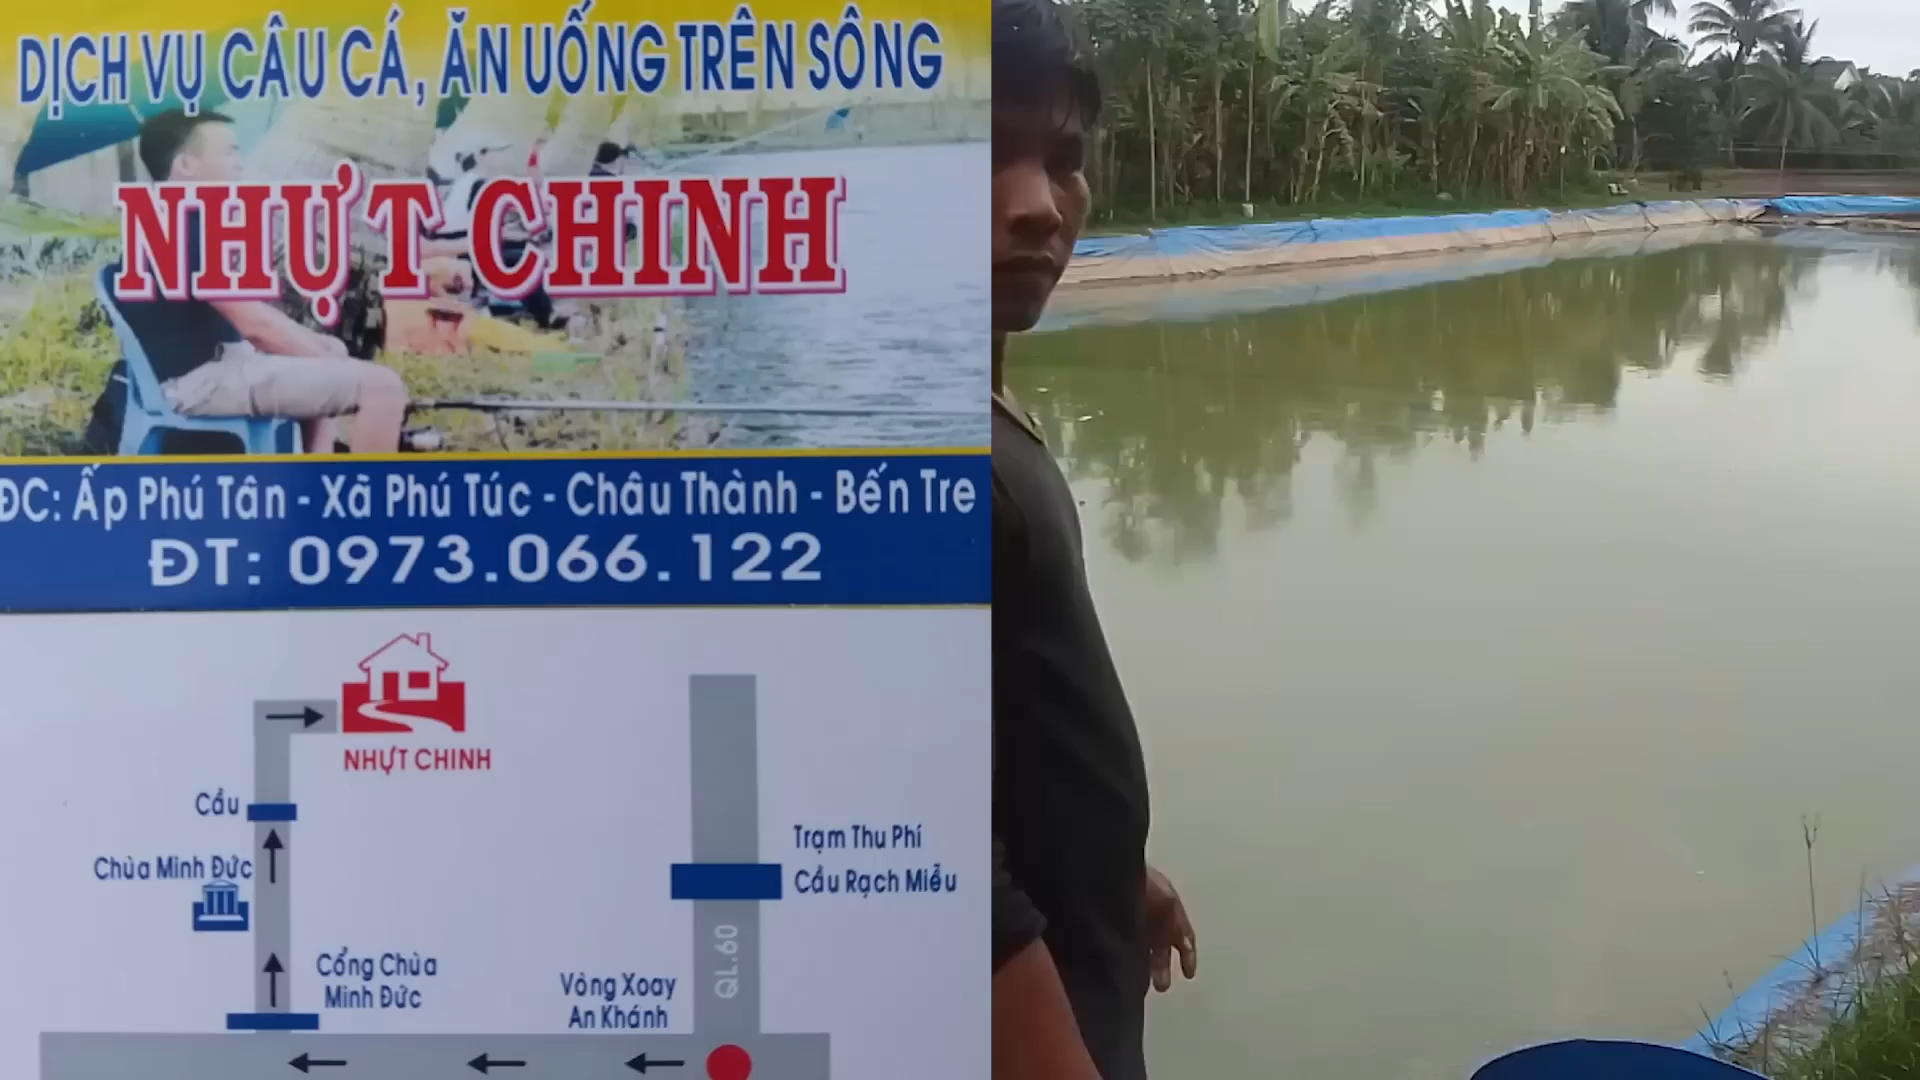 DỊCH VỤ CÂU CÁ, ĂN UỐNG TRÊN SÔNG
NHỰT CHINH
ĐC: Ấp Phú Tân - Xã Phú Túc - Châu Thành - Bến Tre
ĐT: 0973.066.122
NHỰT CHINH
Cầu
Trạm Thu Phí
Cầu Rạch Miễu
Chùa Minh Đức
QL.60
Cổng Chùa
Minh Đức
Vòng Xoay
An Khánh